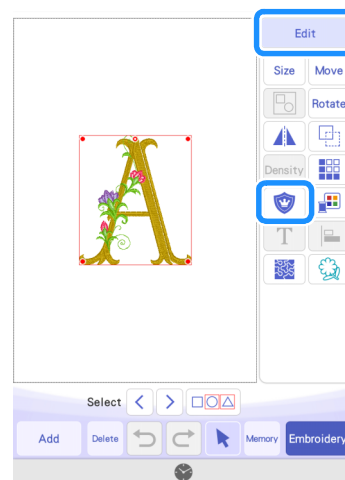 Edit
Size Move
Rotate
Density
T
Select
Add Delete Memory Embroidery